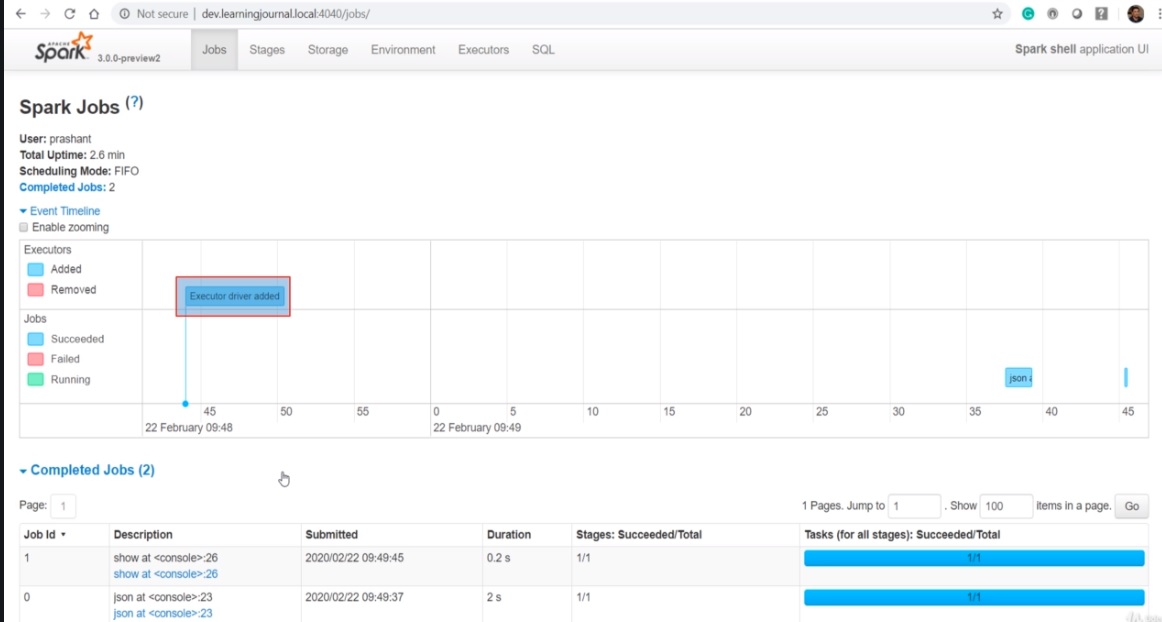 Not secure | dev.learningjournal.local:4040/jobs/
APACHE Spark 3.0.0-preview2 Jobs Stages Storage Environment Executors SQL Spark shell application UI
Spark Jobs (?)
User: prashant
Total Uptime: 2.6 min
Scheduling Mode: FIFO
Completed Jobs: 2
Event Timeline
Enable zooming
Executors
Added
Removed
Executor driver added
Jobs
Succeeded
Failed
Running
json
45 50 55 0 5 10 15 20 25 30 35 40 45
22 February 09:48 22 February 09:49
Completed Jobs (2)
Page: 1 1 Pages. Jump to 1 . Show 100 items in a page. Go
Job Id ▾ Description Submitted Duration Stages: Succeeded/Total Tasks (for all stages): Succeeded/Total
1 show at <console>:26 2020/02/22 09:49:45 0.2 s 1/1 1/1
show at <console>:26
0 json at <console>:23 2020/02/22 09:49:37 2 s 1/1 1/1
json at <console>:23